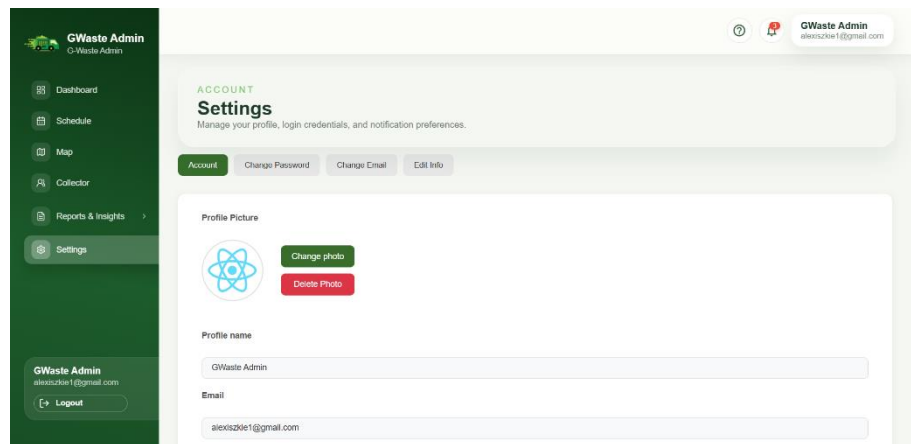 GWaste Admin
G-Waste Admin
Dashboard
Schedule
Map
Collector
Reports & Insights
Settings
GWaste Admin
alexiszkie1@gmail.com
Logout
3
GWaste Admin
alexiszkie1@gmail.com
ACCOUNT
Settings
Manage your profile, login credentials, and notification preferences.
Account Change Password Change Email Edit Info
Profile Picture
Change photo
Delete Photo
Profile name
GWaste Admin
Email
alexiszkie1@gmail.com